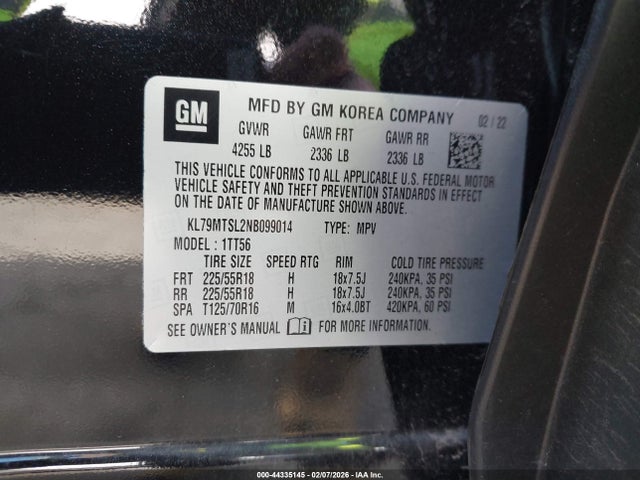 GM
MFD BY GM KOREA COMPANY 02 / 22
GVWR GAWR FRT GAWR RR
4255 LB 2336 LB 2336 LB
THIS VEHICLE CONFORMS TO ALL APPLICABLE U.S. FEDERAL MOTOR
VEHICLE SAFETY AND THEFT PREVENTION STANDARDS IN EFFECT
ON THE DATE OF MANUFACTURE SHOWN ABOVE.
KL79MTSL2NB099014 TYPE: MPV
MODEL : 1TT56
TIRE SIZE SPEED RTG RIM COLD TIRE PRESSURE
FRT 225/55R18 H 18x7.5J 240KPA, 35 PSI
RR 225/55R18 H 18x7.5J 240KPA, 35 PSI
SPA T125/70R16 M 16x4.0BT 420KPA, 60 PSI
SEE OWNER'S MANUAL FOR MORE INFORMATION.
000-44335145 - 02/07/2026 - IAA Inc.